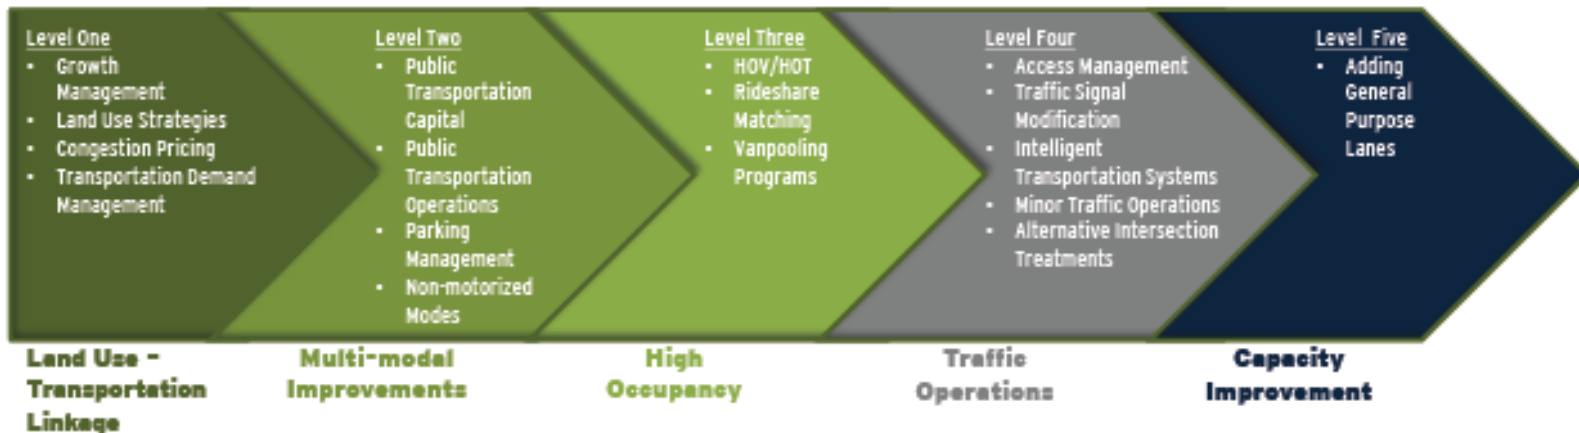 Level One
▪ Growth
Management
▪ Land Use Strategies
▪ Congestion Pricing
▪ Transportation Demand
Management
Level Two
▪ Public
Transportation
Capital
▪ Public
Transportation
Operations
▪ Parking
Management
▪ Non-motorized
Modes
Level Three
▪ HOV/HOT
▪ Rideshare
Matching
▪ Vanpooling
Programs
Level Four
▪ Access Management
▪ Traffic Signal
Modification
▪ Intelligent
Transportation Systems
▪ Minor Traffic Operations
▪ Alternative Intersection
Treatments
Level Five
▪ Adding
General
Purpose
Lanes
Land Use -
Transportation
Linkage
Multi-modal
Improvements
High
Occupancy
Traffic
Operations
Capacity
Improvement